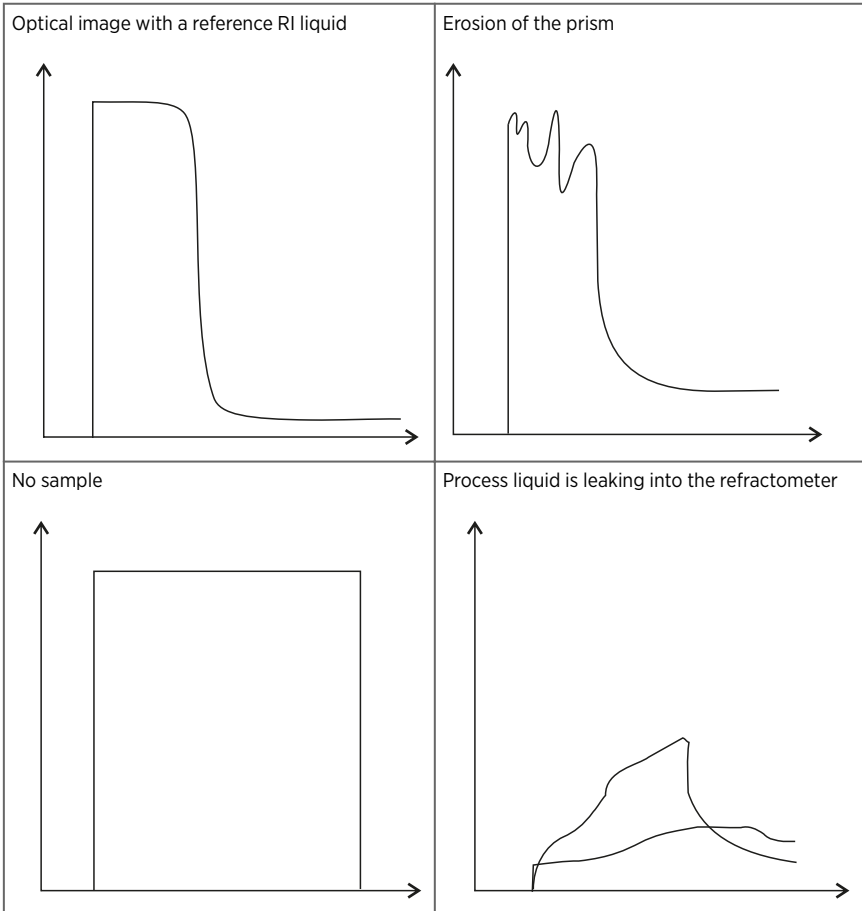 Optical image with a reference RI liquid
Erosion of the prism
No sample
Process liquid is leaking into the refractometer